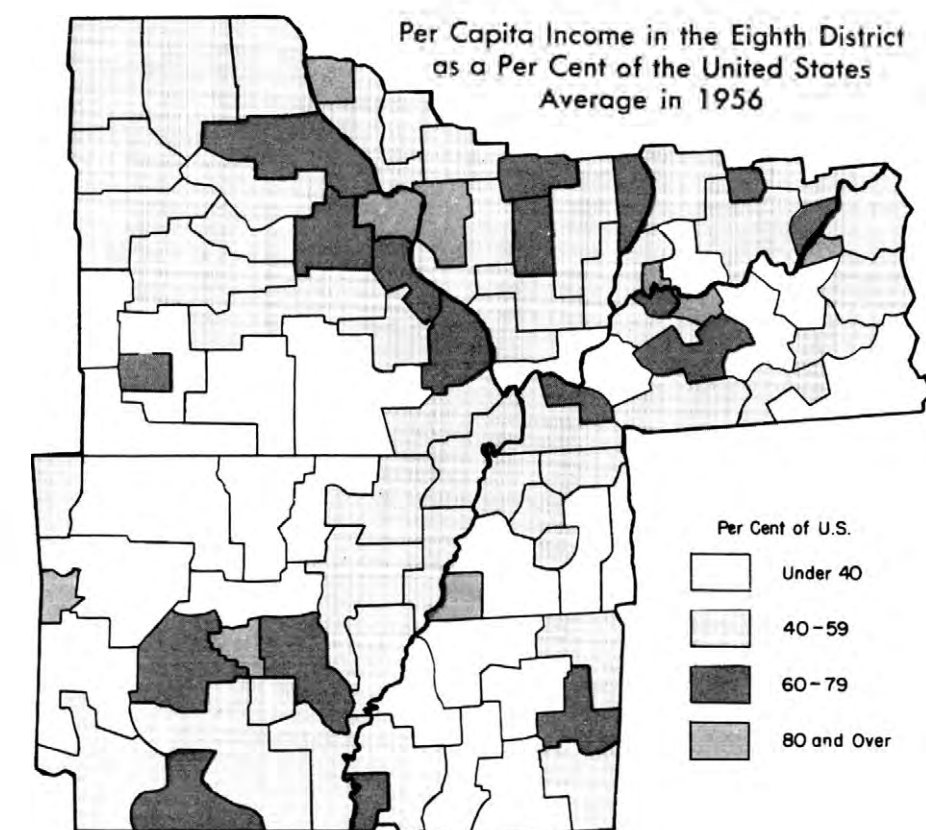 Per Capita Income in the Eighth District
as a Per Cent of the United States
Average in 1956
Per Cent of U.S.
Under 40
40-59
60-79
80 and Over